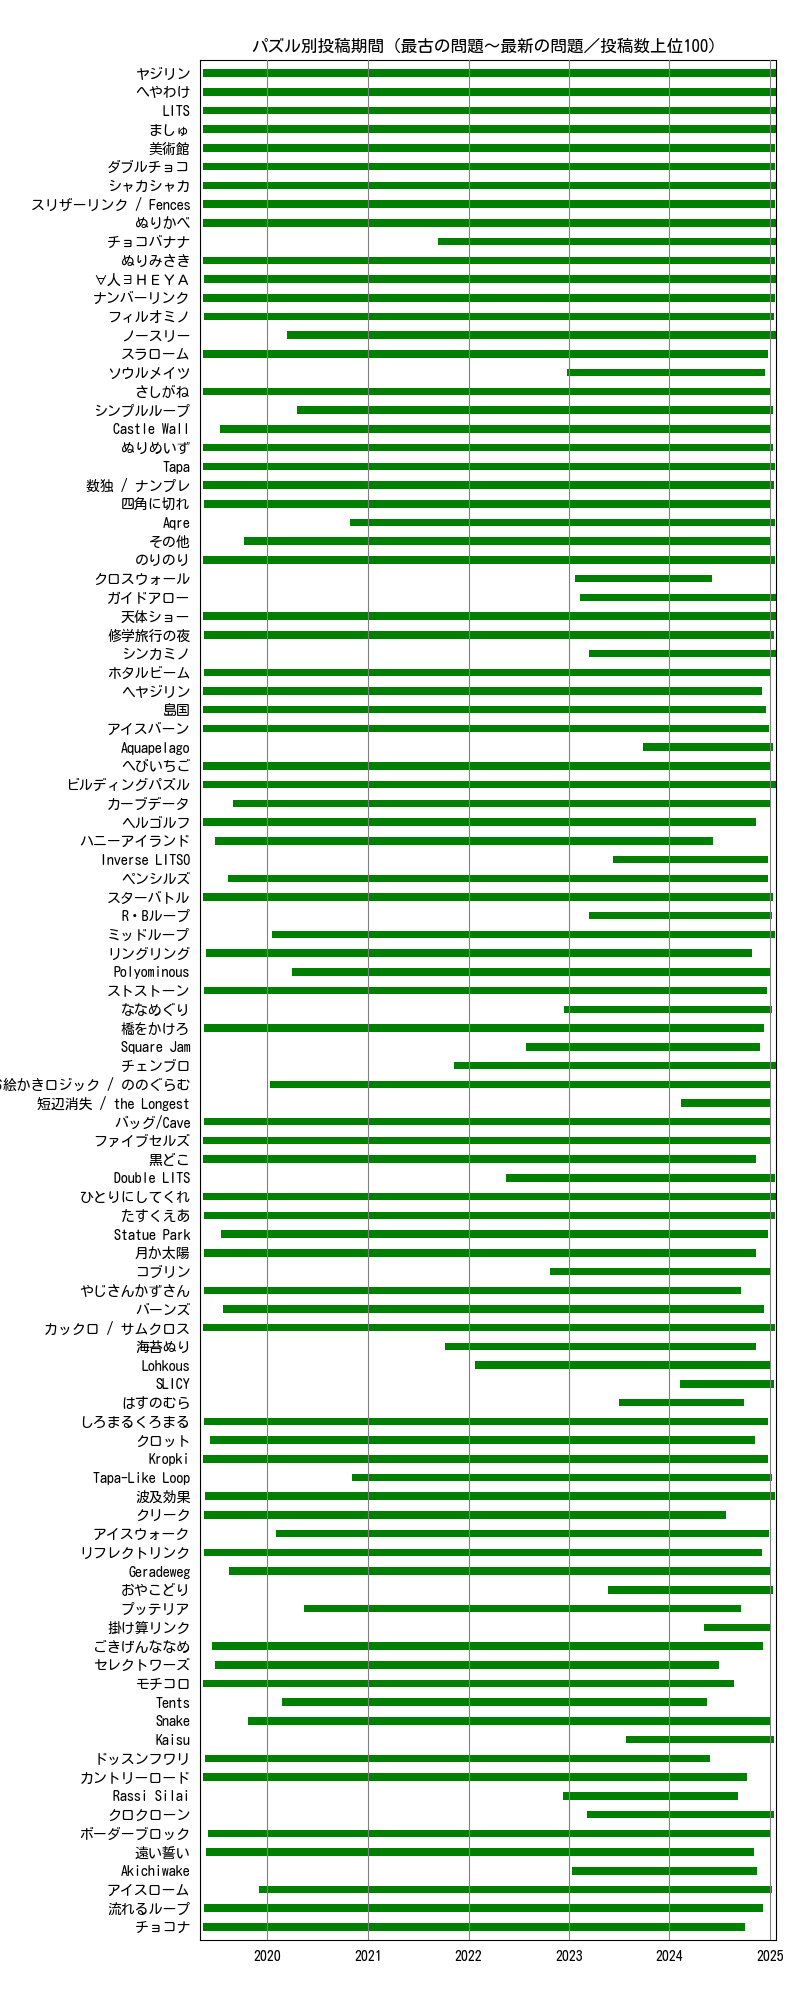 パズル別投稿期間（最古の問題～最新の問題／投稿数上位100）
ヤジリン
へやわけ
LITS
ましゅ
美術館
ダブルチョコ
シャカシャカ
スリザーリンク / Fences
ぬりかべ
チョコバナナ
ぬりみさき
∀人∃ＨＥＹＡ
ナンバーリンク
フィルオミノ
ノースリー
スラローム
ソウルメイツ
さしがね
シンプルループ
Castle Wall
ぬりめいず
Tapa
数独 / ナンプレ
四角に切れ
Aqre
その他
のりのり
クロスウォール
ガイドアロー
天体ショー
修学旅行の夜
シンカミノ
ホタルビーム
ヘヤジリン
島国
アイスバーン
Aquapelago
へびいちご
ビルディングパズル
カーブデータ
ヘルゴルフ
ハニーアイランド
Inverse LITSO
ペンシルズ
スターバトル
R・Bループ
ミッドループ
リングリング
Polyominous
ストストーン
ななめぐり
橋をかけろ
Square Jam
チェンブロ
絵かきロジック / ののぐらむ
短辺消失 / the Longest
バッグ/Cave
ファイブセルズ
黒どこ
Double LITS
ひとりにしてくれ
たすくえあ
Statue Park
月か太陽
コブリン
やじさんかずさん
バーンズ
カックロ / サムクロス
海苔ぬり
Lohkous
SLICY
はすのむら
しろまるくろまる
クロット
Kropki
Tapa-Like Loop
波及効果
クリーク
アイスウォーク
リフレクトリンク
Geradeweg
おやこどり
プッテリア
掛け算リンク
ごきげんななめ
セレクトワーズ
モチコロ
Tents
Snake
Kaisu
ドッスンフワリ
カントリーロード
Rassi Silai
クロクローン
ボーダーブロック
遠い誓い
Akichiwake
アイスローム
流れるループ
チョコナ
2020 2021 2022 2023 2024 2025